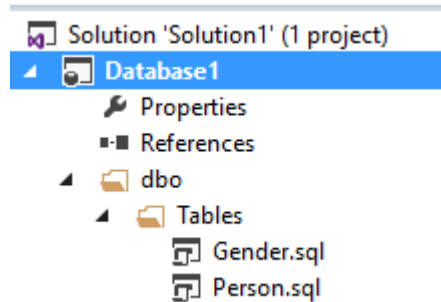 Solution 'Solution1' (1 project)
Database1
Properties
References
dbo
Tables
Gender.sql
Person.sql